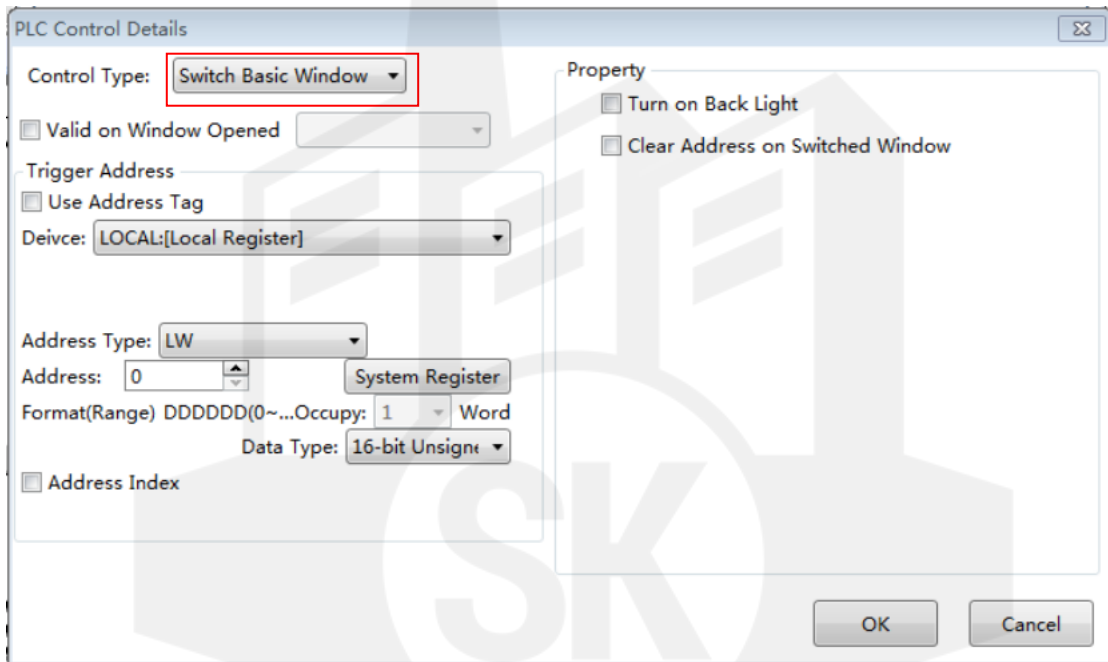 PLC Control Details
Control Type: Switch Basic Window
Valid on Window Opened
Trigger Address
Use Address Tag
Deivce: LOCAL:[Local Register]
Address Type: LW
Address: 0 System Register
Format(Range) DDDDDD(0~...Occupy: 1 Word
Data Type: 16-bit Unsigne
Address Index
Property
Turn on Back Light
Clear Address on Switched Window
OK Cancel
SK